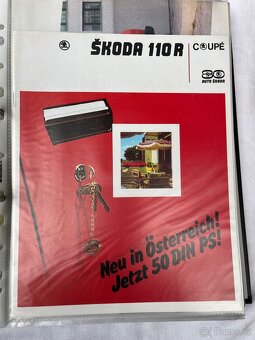 ŠKODA 110 R COUPÉ
AUTO ŠKODA
Neu in Österreich!
Jetzt 50 DIN PS!